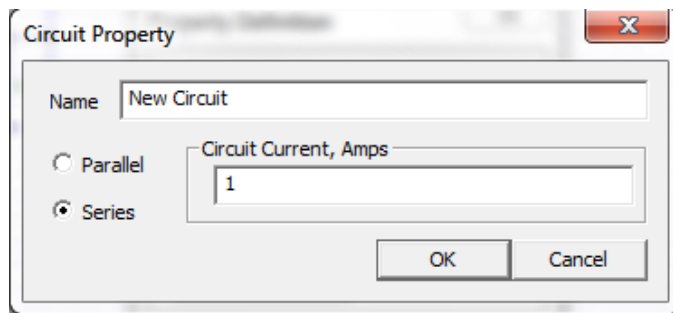 Circuit Property
Name New Circuit
Parallel
Circuit Current, Amps
1
Series
OK Cancel